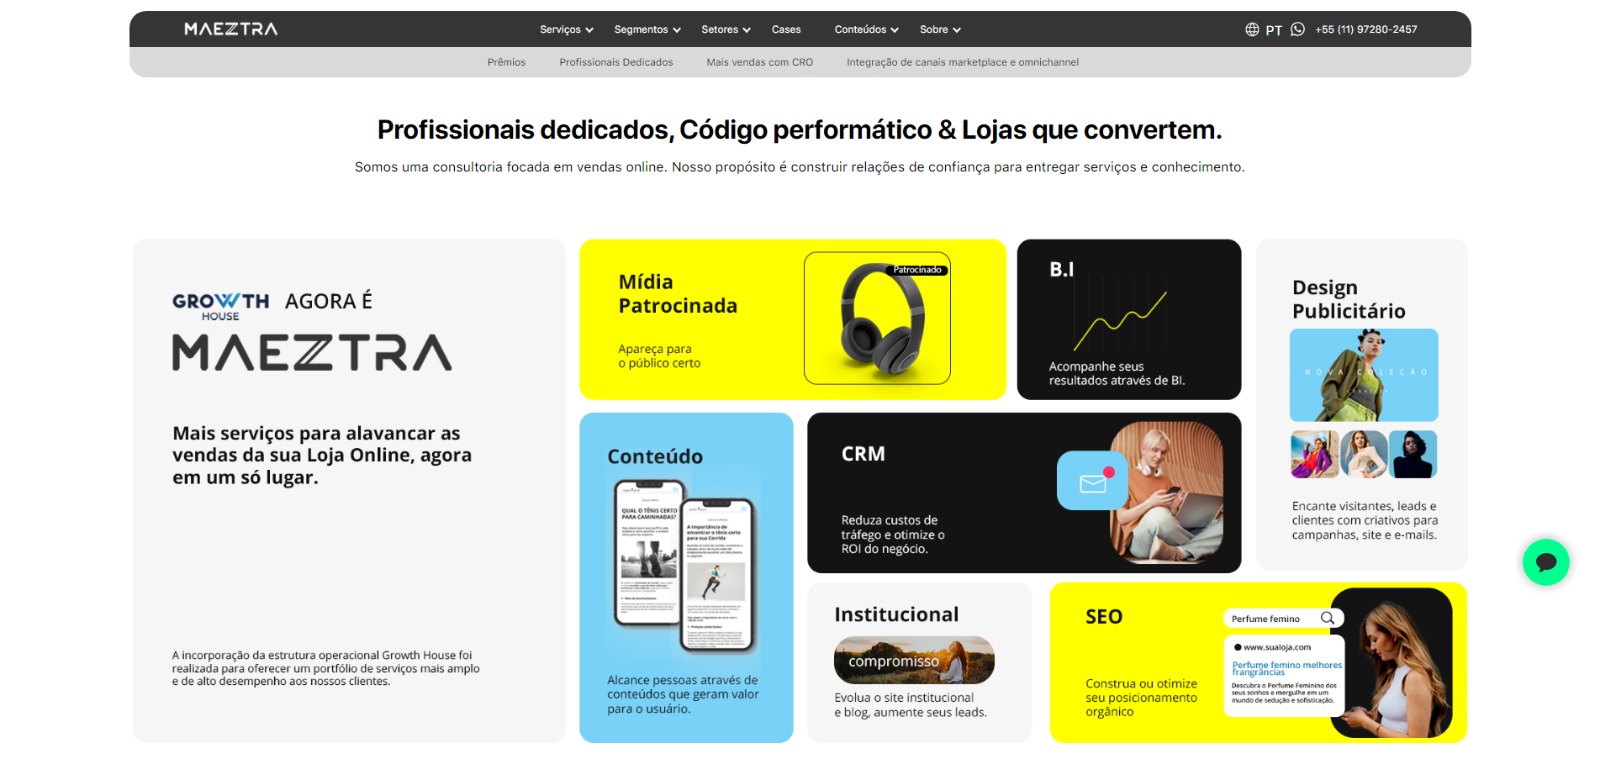 MAEZTRA
Serviços
Segmentos
Setores
Cases
Conteúdos
Sobre
PT
+55 (11) 97280-2457
Prêmios
Profissionais Dedicados
Mais vendas com CRO
Integração de canais marketplace e omnichannel
Profissionais dedicados, Código performático & Lojas que convertem.
Somos uma consultoria focada em vendas online. Nosso propósito é construir relações de confiança para entregar serviços e conhecimento.
GROWTH
HOUSE
AGORA É
MAEZTRA
Mais serviços para alavancar as
vendas da sua Loja Online, agora
em um só lugar.
A incorporação da estrutura operacional Growth House foi
realizada para oferecer um portfólio de serviços mais amplo
e de alto desempenho aos nossos clientes.
Mídia
Patrocinada
Apareça para
o público certo
Patrocinado
B.I
Acompanhe seus
resultados através de BI.
Design
Publicitário
NOVA COLEÇÃO
Encante visitantes, leads e
clientes com criativos para
campanhas, site e e-mails.
Conteúdo
QUAL O TÊNIS CERTO
PARA CAMINHADAS?
A Importância de
encontrar o tênis certo
para sua Corrida
Alcance pessoas através de
conteúdos que geram valor
para o usuário.
CRM
Reduza custos de
tráfego e otimize o
ROI do negócio.
Institucional
compromisso
Evolua o site institucional
e blog, aumente seus leads.
SEO
Construa ou otimize
seu posicionamento
orgânico
Perfume femino
www.sualoja.com
Perfume femino melhores
frangrâncias
Descubra o Perfume Feminino dos
seus sonhos e mergulhe em um
mundo de sedução e sofisticação.